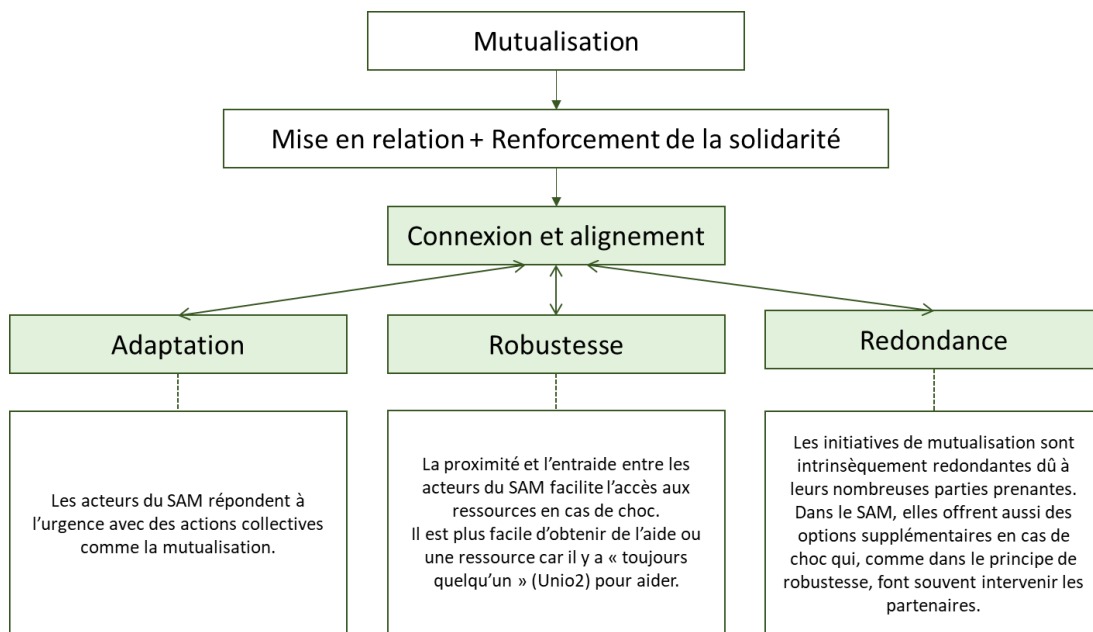 Mutualisation
Mise en relation + Renforcement de la solidarité
Connexion et alignement
Adaptation
Robustesse
Redondance
Les acteurs du SAM répondent à
l’urgence avec des actions collectives
comme la mutualisation.
La proximité et l’entraide entre les
acteurs du SAM facilite l’accès aux
ressources en cas de choc.
Il est plus facile d’obtenir de l’aide ou
une ressource car il y a « toujours
quelqu’un » (Unio2) pour aider.
Les initiatives de mutualisation sont
intrinsèquement redondantes dû à
leurs nombreuses parties prenantes.
Dans le SAM, elles offrent aussi des
options supplémentaires en cas de
choc qui, comme dans le principe de
robustesse, font souvent intervenir les
partenaires.